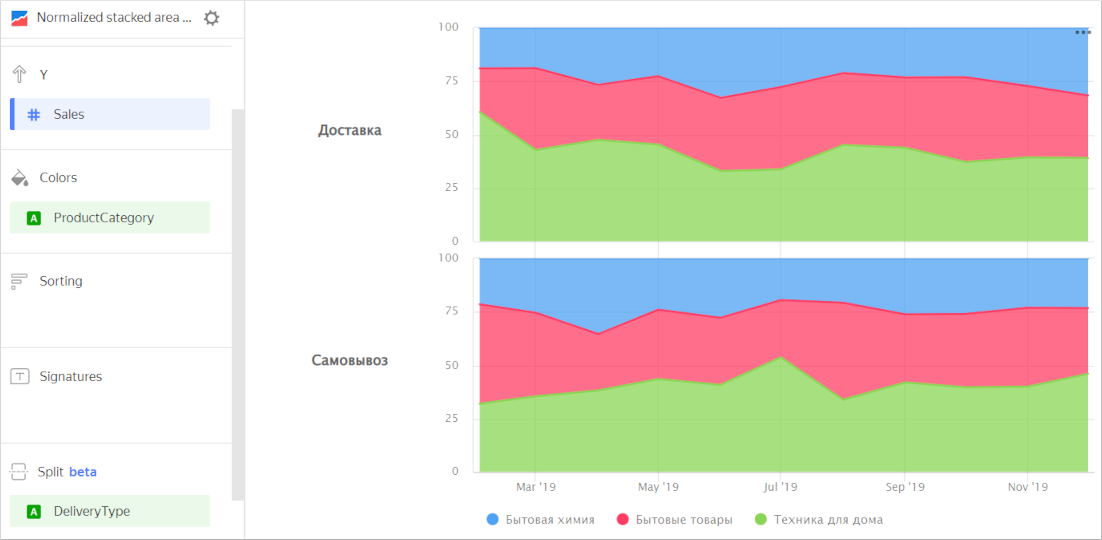 Normalized stacked area ...
Y
Sales
Colors
A ProductCategory
Sorting
T Signatures
Split beta
A DeliveryType
Доставка
100
75
50
25
0
Самовывоз
100
75
50
25
0
Mar '19 May '19 Jul '19 Sep '19 Nov '19
Бытовая химия Бытовые товары Техника для дома